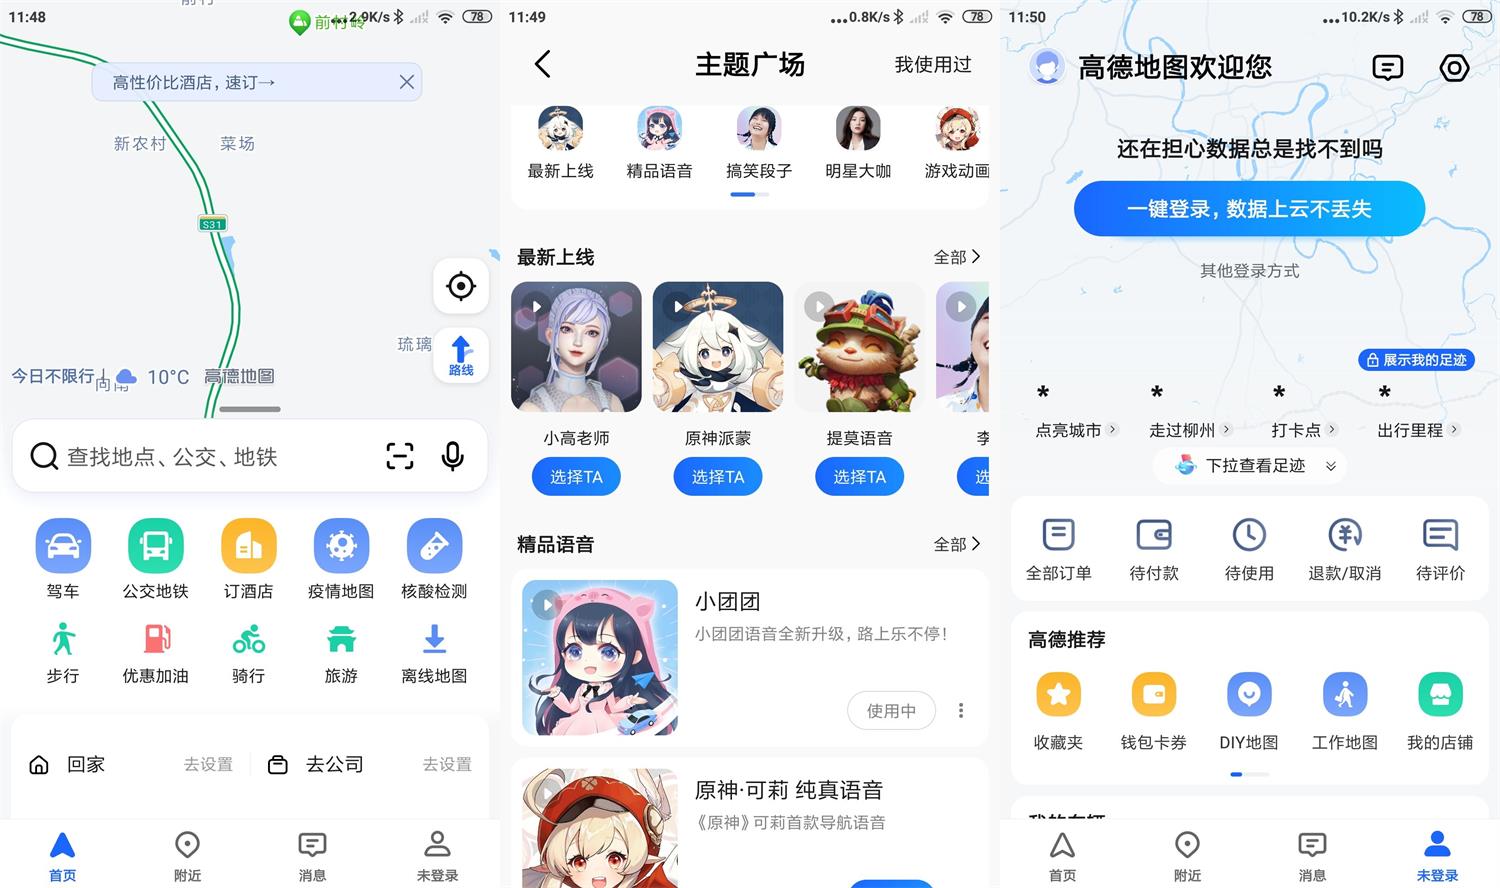 11:48
2.9K/s
78
前村岭
高性价比酒店，速订→
新农村
菜场
S31
琉璃
路线
今日不限行
向南
10°C
高德地图
查找地点、公交、地铁
驾车
公交地铁
订酒店
疫情地图
核酸检测
步行
优惠加油
骑行
旅游
离线地图
回家
去设置
去公司
去设置
首页
附近
消息
未登录
11:49
0.8K/s
78
主题广场
我使用过
最新上线
精品语音
搞笑段子
明星大咖
游戏动画
最新上线
全部
小高老师
原神派蒙
提莫语音
李
选择TA
选择TA
选择TA
选
精品语音
全部
小团团
小团团语音全新升级，路上乐不停！
使用中
原神·可莉 纯真语音
《原神》可莉首款导航语音
11:50
10.2K/s
78
高德地图欢迎您
还在担心数据总是找不到吗
一键登录，数据上云不丢失
其他登录方式
展示我的足迹
* * * *
点亮城市
走过柳州
打卡点
出行里程
下拉查看足迹
全部订单
待付款
待使用
退款/取消
待评价
高德推荐
收藏夹
钱包卡券
DIY地图
工作地图
我的店铺
首页
附近
消息
未登录